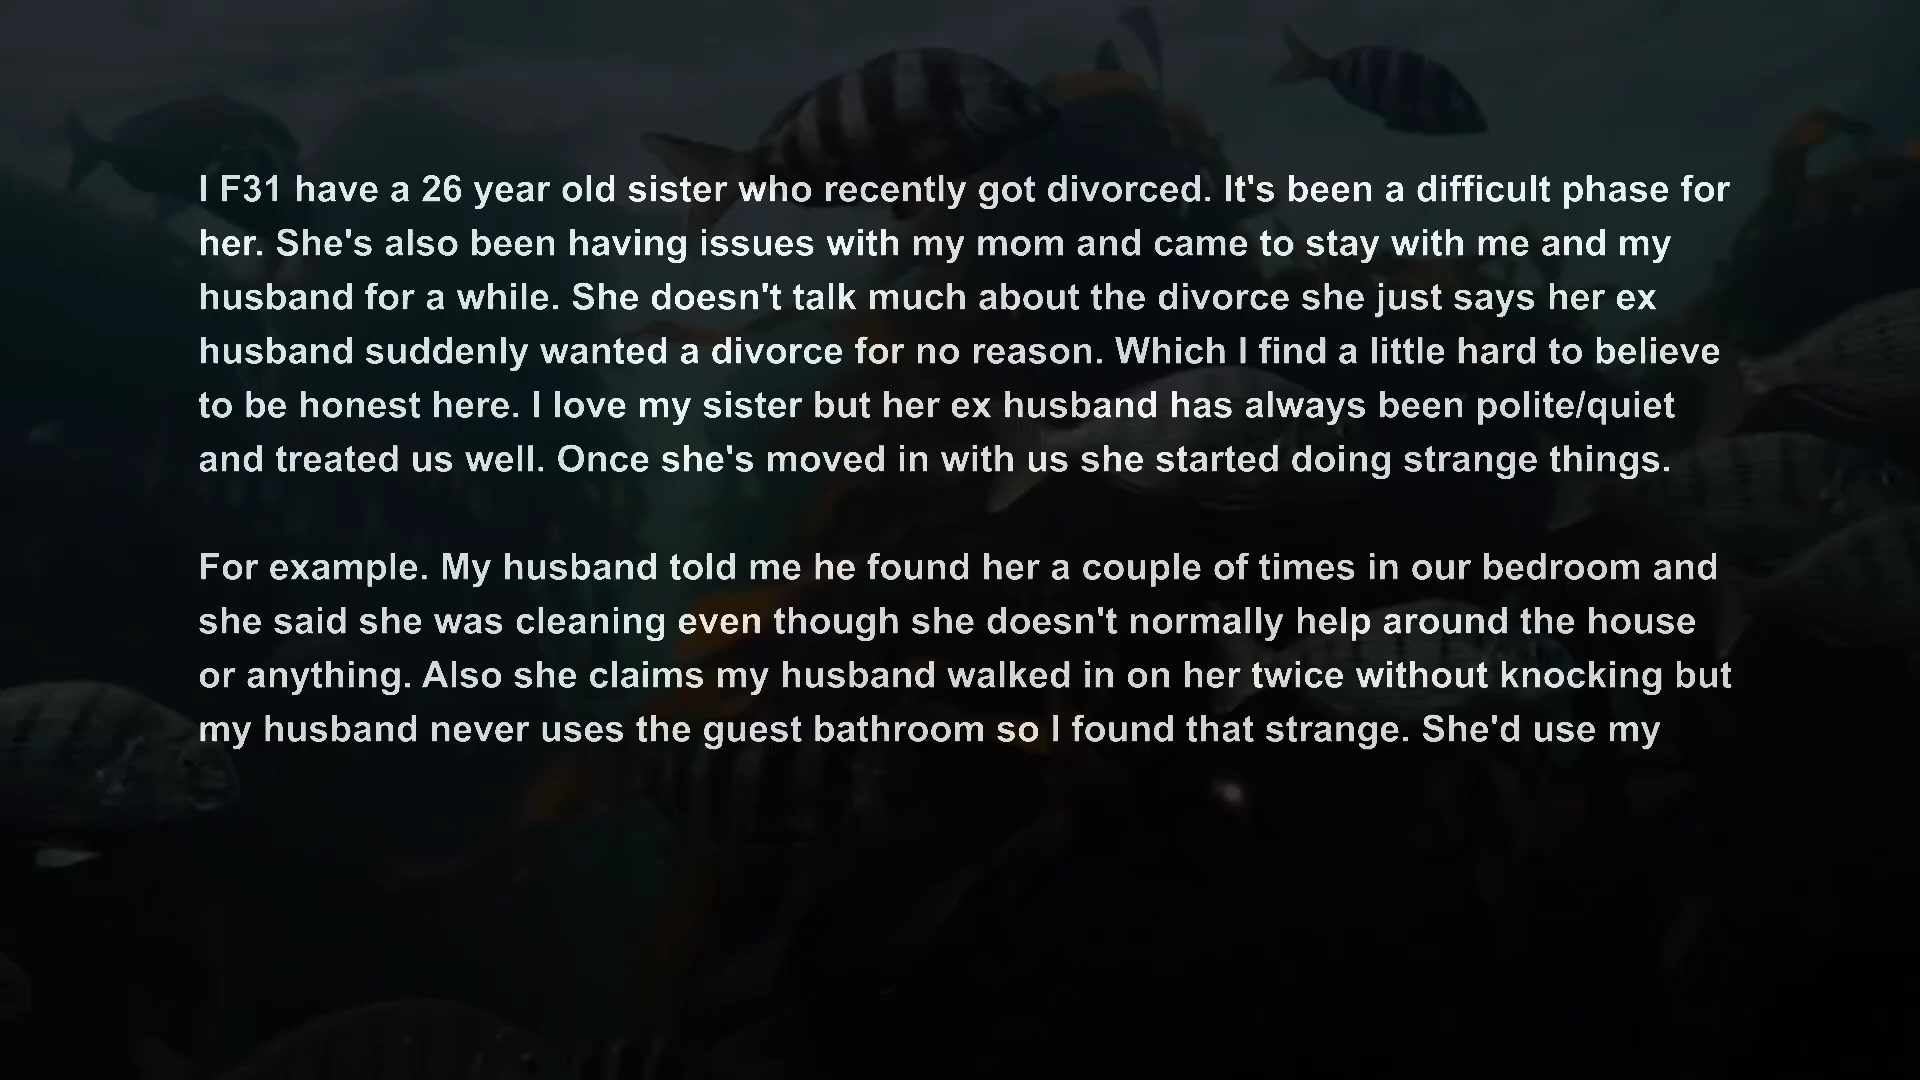 I F31 have a 26 year old sister who recently got divorced. It's been a difficult phase for
her. She's also been having issues with my mom and came to stay with me and my
husband for a while. She doesn't talk much about the divorce she just says her ex
husband suddenly wanted a divorce for no reason. Which I find a little hard to believe
to be honest here. I love my sister but her ex husband has always been polite/quiet
and treated us well. Once she's moved in with us she started doing strange things.
For example. My husband told me he found her a couple of times in our bedroom and
she said she was cleaning even though she doesn't normally help around the house
or anything. Also she claims my husband walked in on her twice without knocking but
my husband never uses the guest bathroom so I found that strange. She'd use my